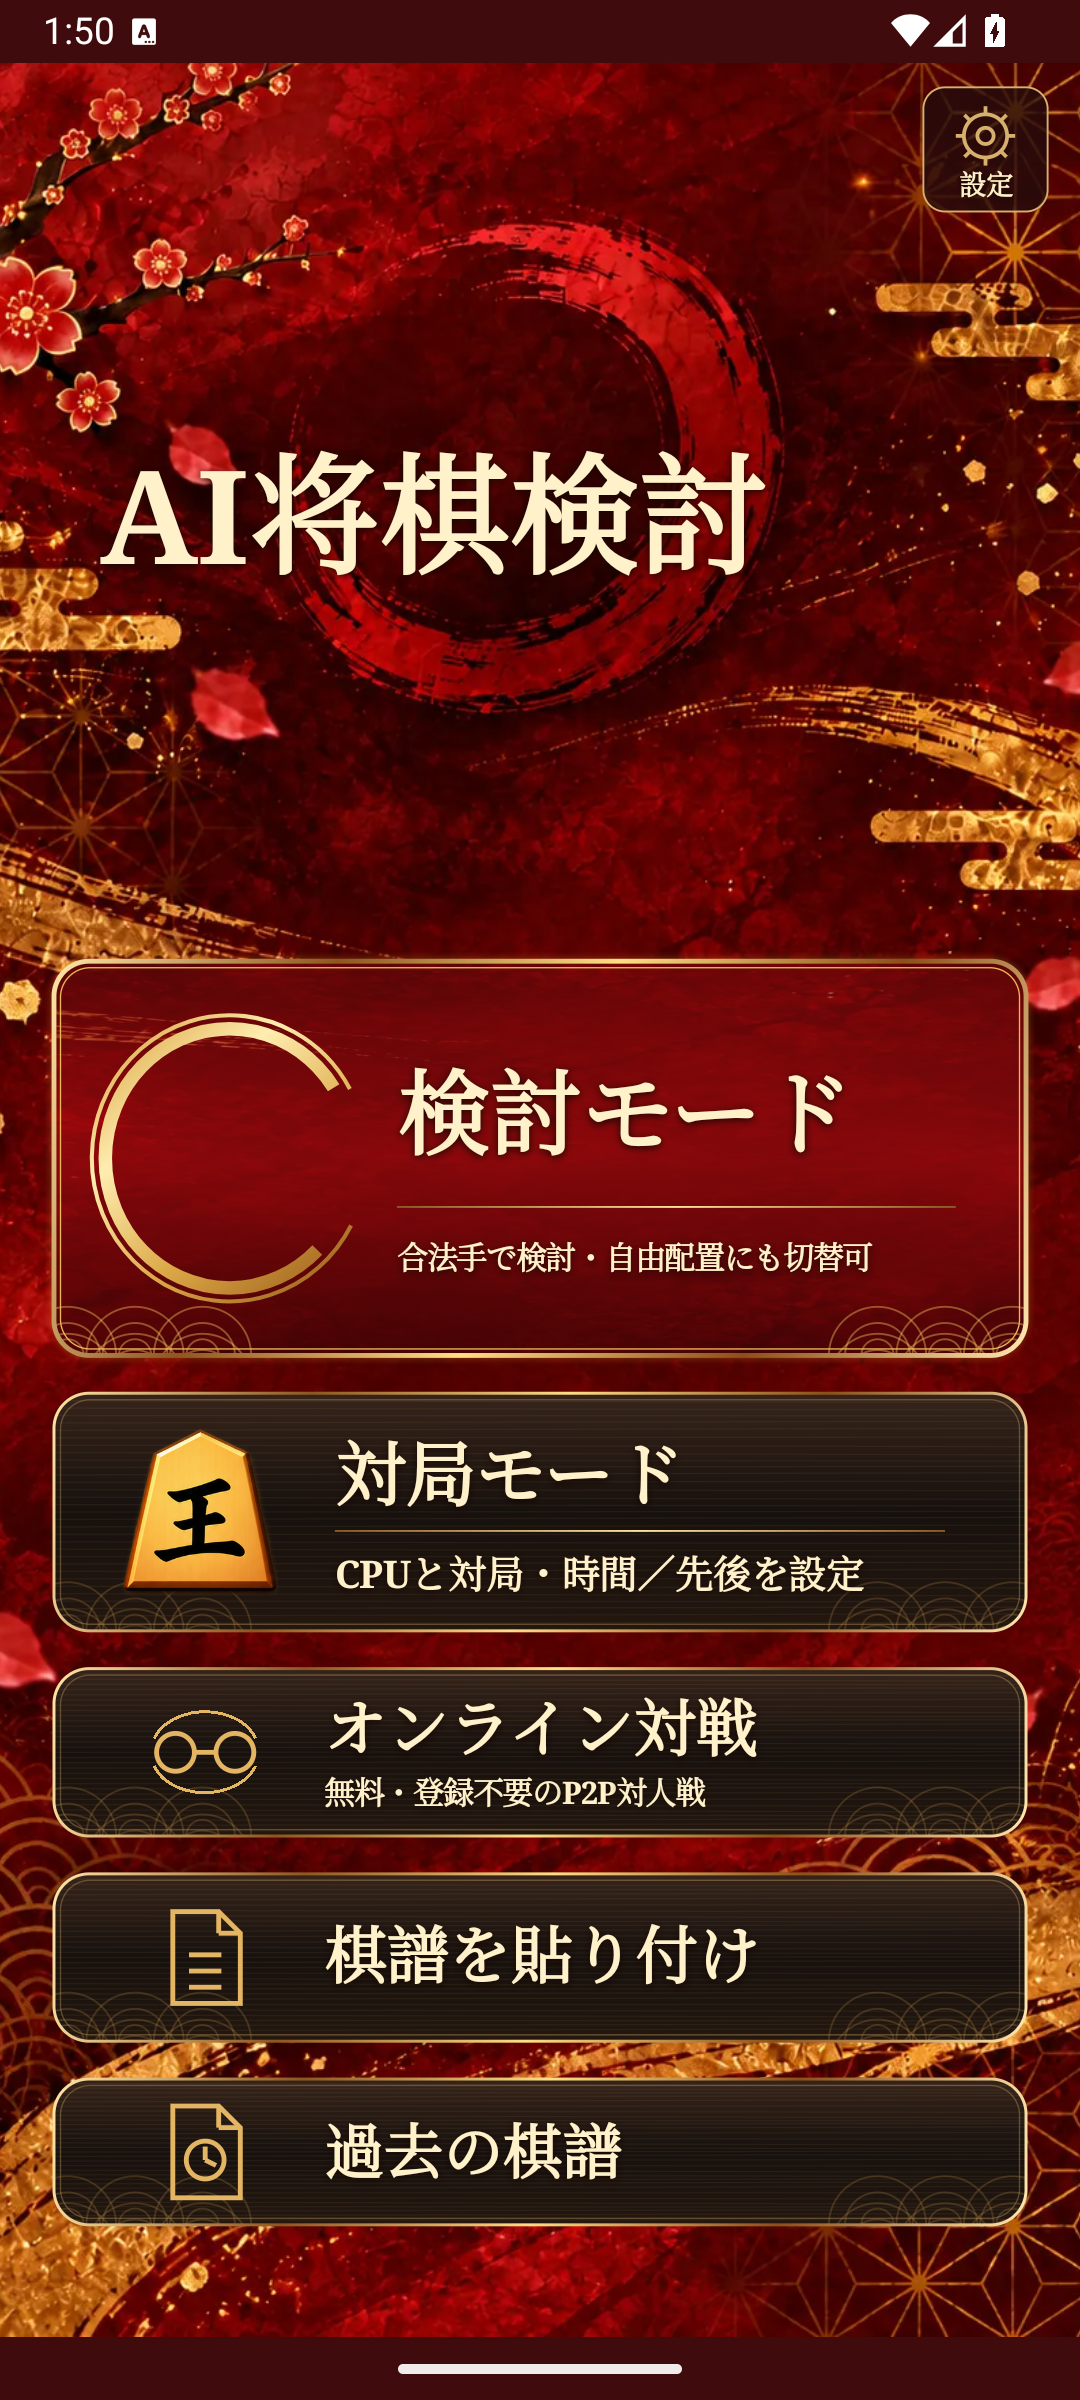 1:50
設定
AI将棋検討
検討モード
合法手で検討・自由配置にも切替可
王
対局モード
CPUと対局・時間／先後を設定
オンライン対戦
無料・登録不要のP2P対人戦
棋譜を貼り付け
過去の棋譜